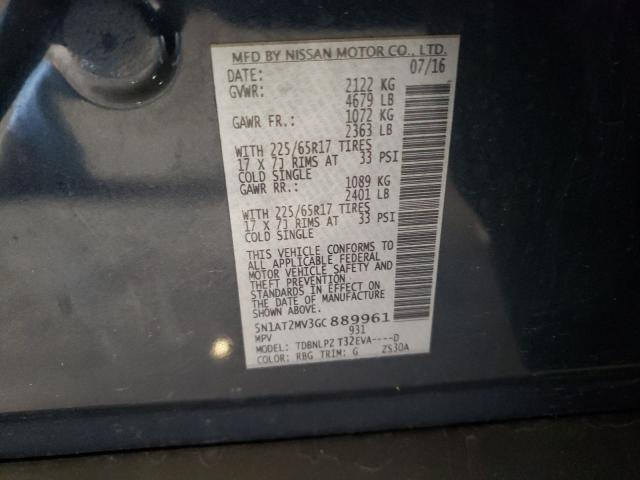 MFD BY NISSAN MOTOR CO., LTD.
DATE: 07/16
GVWR: 2122 KG
4679 LB
GAWR FR.: 1072 KG
2363 LB
WITH 225/65R17 TIRES
17 X 7J RIMS AT 33 PSI
COLD SINGLE
GAWR RR.: 1089 KG
2401 LB
WITH 225/65R17 TIRES
17 X 7J RIMS AT 33 PSI
COLD SINGLE
THIS VEHICLE CONFORMS TO
ALL APPLICABLE FEDERAL
MOTOR VEHICLE SAFETY AND
THEFT PREVENTION
STANDARDS IN EFFECT ON
THE DATE OF MANUFACTURE
SHOWN ABOVE.
5N1AT2MV3GC889961
MPV 931
MODEL: TDBNLPZ T32EVA----D
COLOR: RBG TRIM: G ZS30A